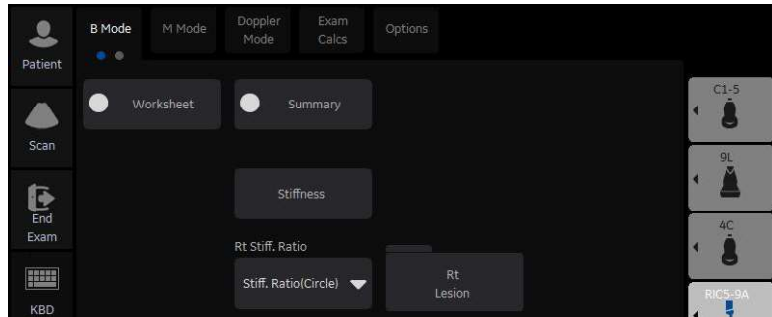 Patient
B Mode
M Mode
Doppler
Mode
Exam
Calcs
Options
Worksheet
Summary
Scan
Stiffness
End
Exam
Rt Stiff. Ratio
Stiff. Ratio(Circle)
Rt
Lesion
KBD
C1-5
9L
4C
RIC5-9A